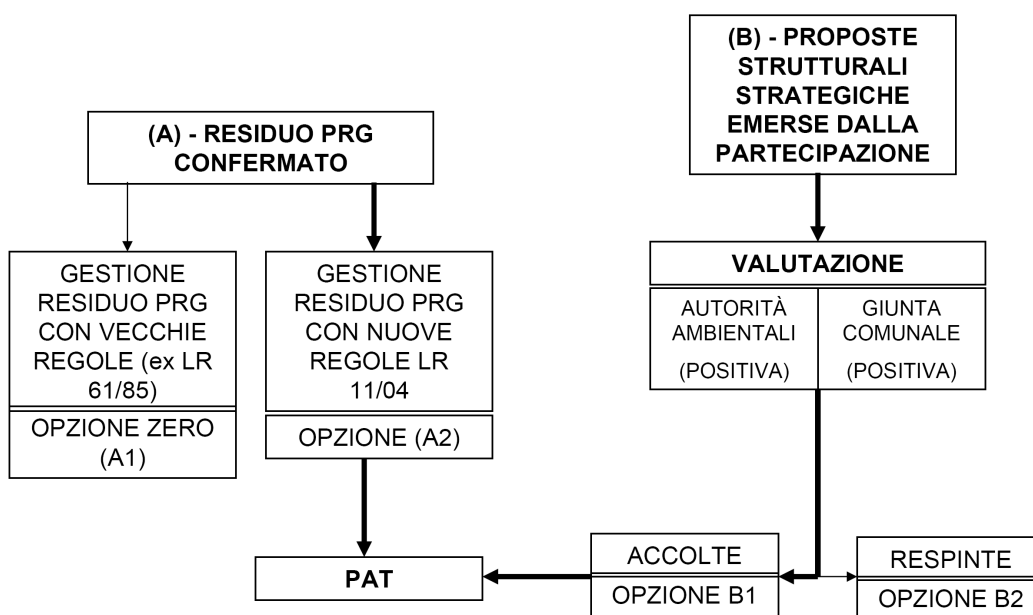 (A) - RESIDUO PRG
CONFERMATO
GESTIONE
RESIDUO PRG
CON VECCHIE
REGOLE (ex LR
61/85)
OPZIONE ZERO
(A1)
GESTIONE
RESIDUO PRG
CON NUOVE
REGOLE LR
11/04
OPZIONE (A2)
PAT
(B) - PROPOSTE
STRUTTURALI
STRATEGICHE
EMERSE DALLA
PARTECIPAZIONE
VALUTAZIONE
AUTORITÀ
AMBIENTALI
(POSITIVA)
GIUNTA
COMUNALE
(POSITIVA)
ACCOLTE
OPZIONE B1
RESPINTE
OPZIONE B2